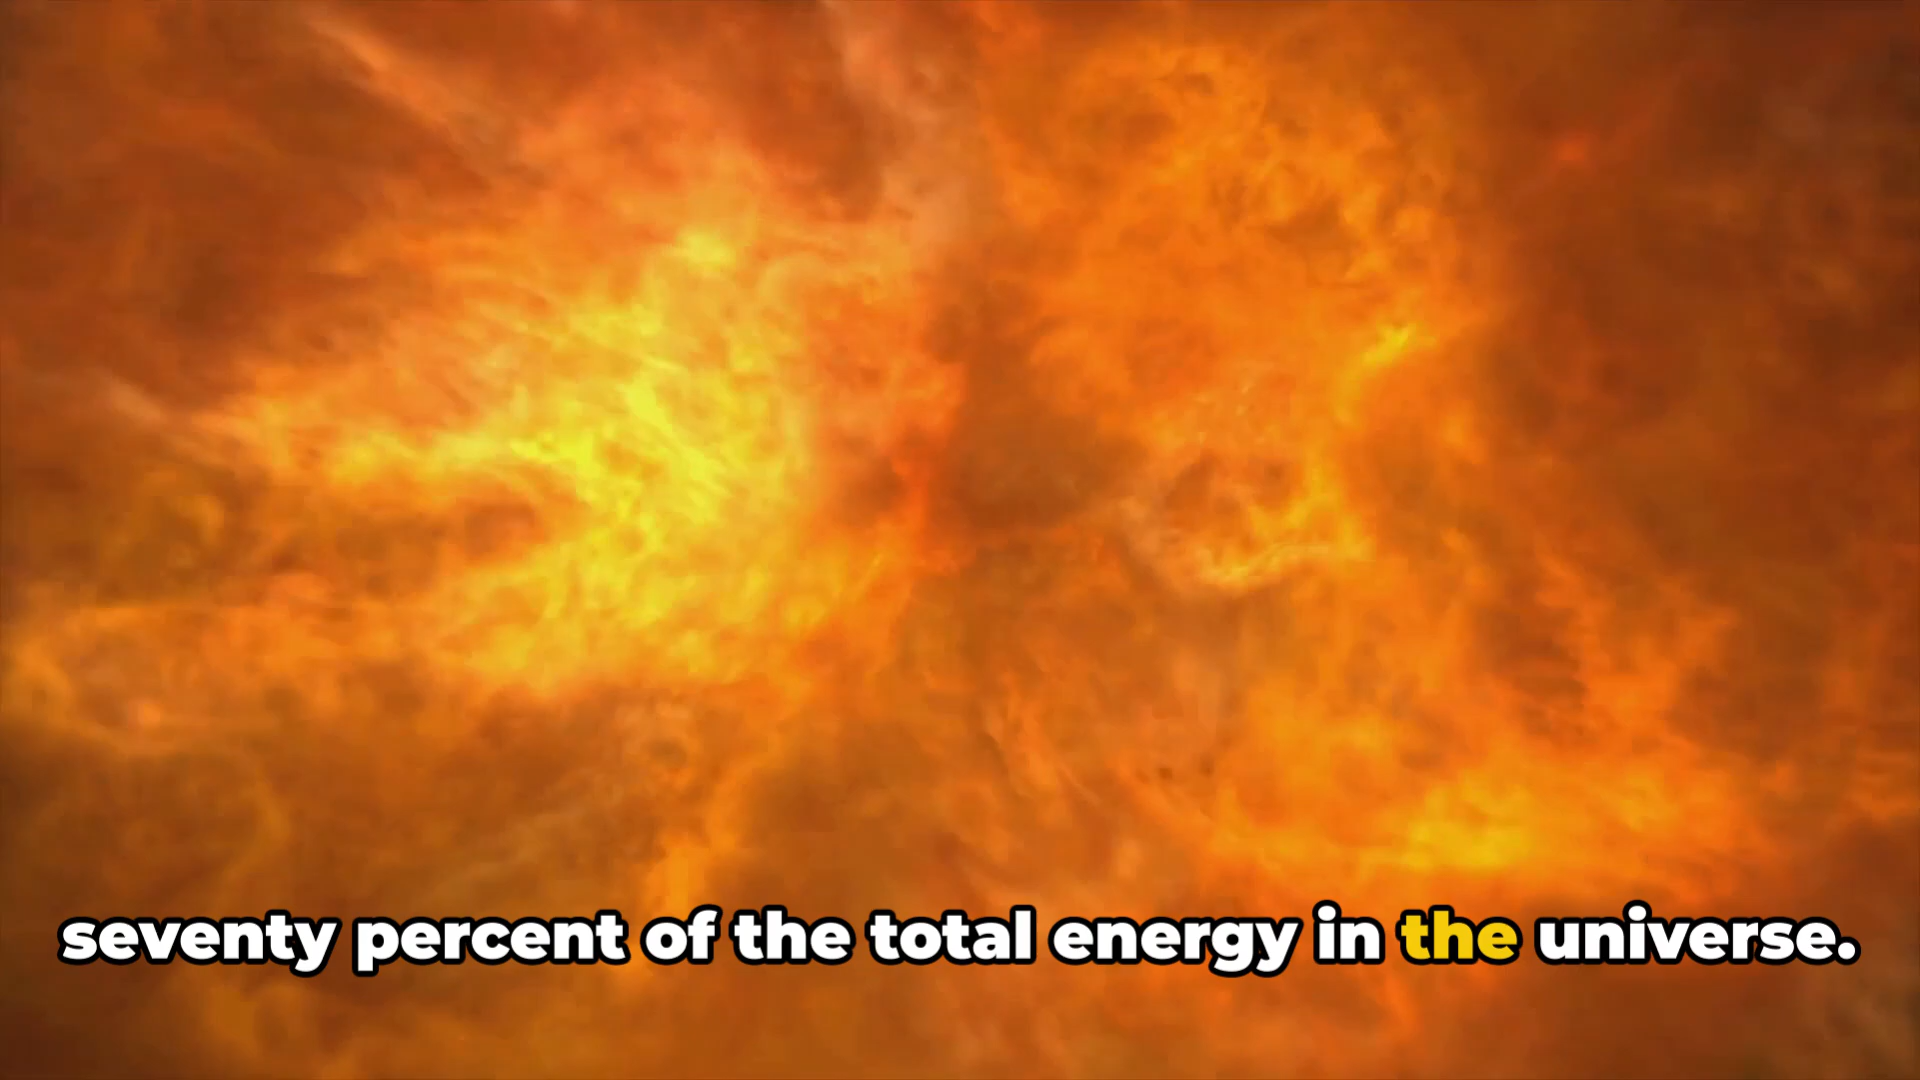 seventy percent of the total energy in the universe.